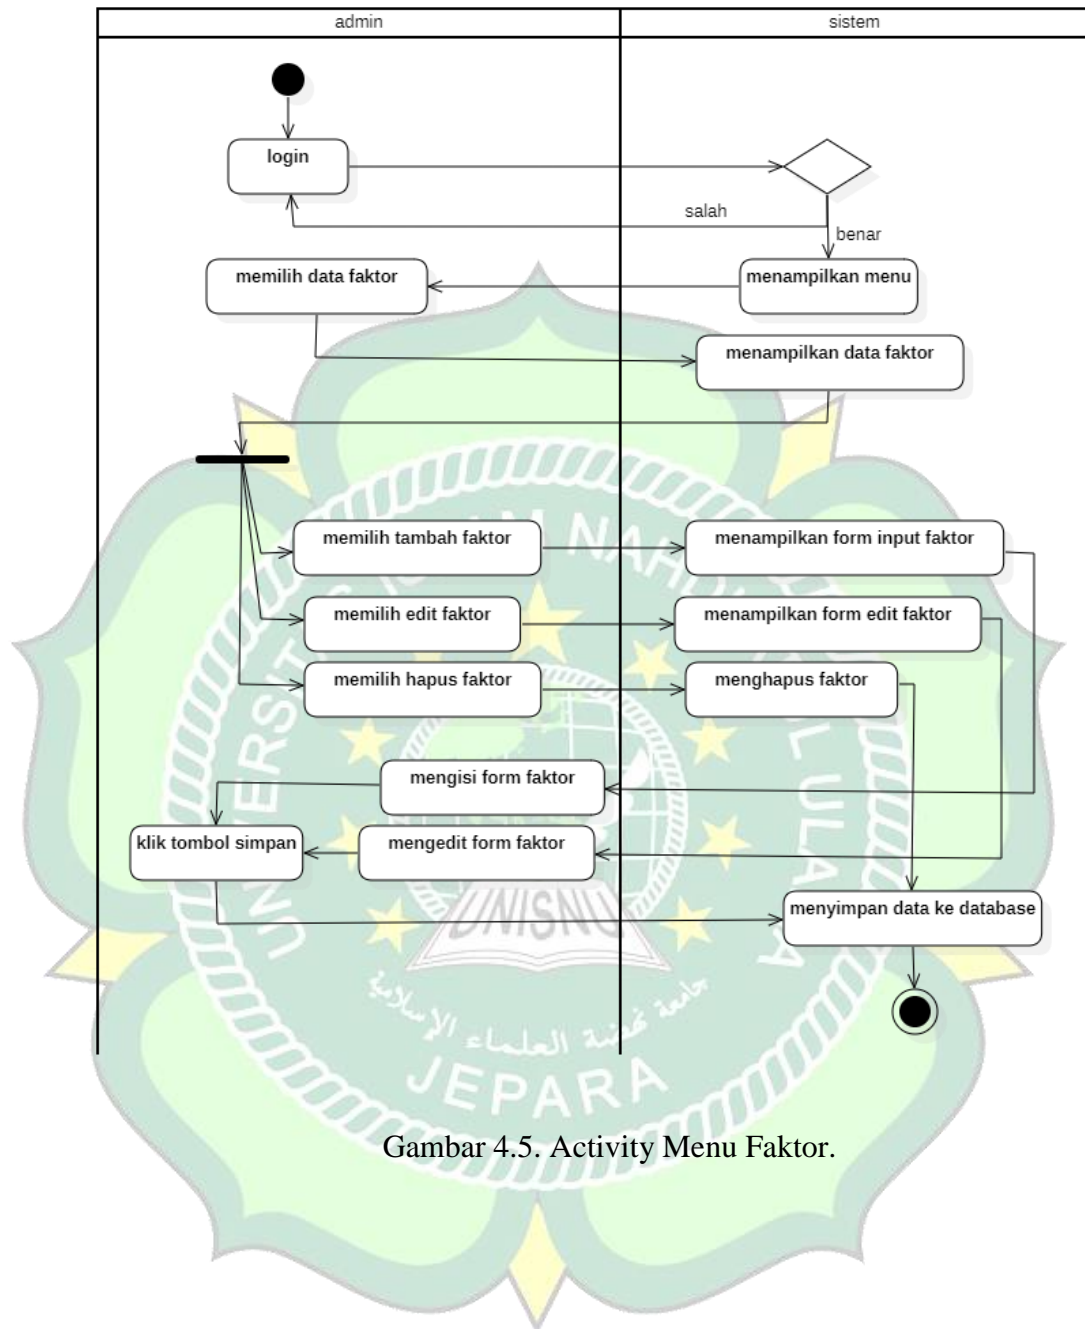 admin
sistem
login
salah
benar
memilih data faktor
menampilkan menu
menampilkan data faktor
memilih tambah faktor
menampilkan form input faktor
memilih edit faktor
menampilkan form edit faktor
memilih hapus faktor
menghapus faktor
mengisi form faktor
klik tombol simpan
mengedit form faktor
menyimpan data ke database
UNISNU
JEPARA
Gambar 4.5. Activity Menu Faktor.